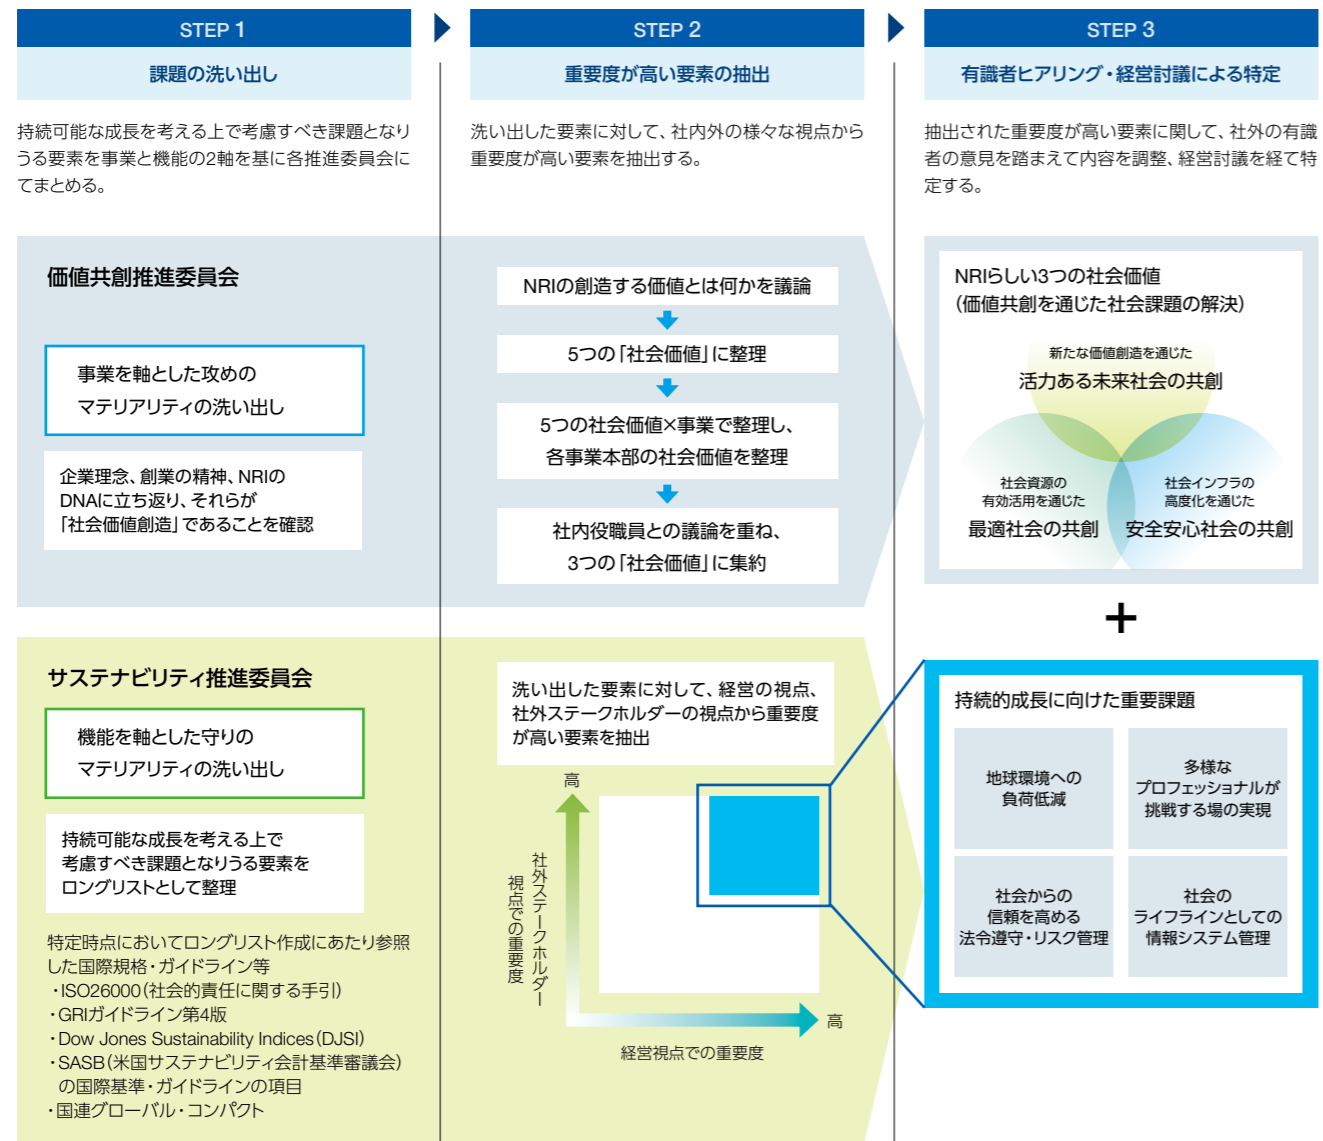 STEP 1
課題の洗い出し
持続可能な成長を考える上で考慮すべき課題となり
うる要素を事業と機能の2軸を基に各推進委員会に
てまとめる。
STEP 2
重要度が高い要素の抽出
洗い出した要素に対して、社内外の様々な視点から
重要度が高い要素を抽出する。
STEP 3
有識者ヒアリング・経営討議による特定
抽出された重要度が高い要素に関して、社外の有識
者の意見を踏まえて内容を調整、経営討議を経て特
定する。
価値共創推進委員会
事業を軸とした攻めの
マテリアリティの洗い出し
企業理念、創業の精神、NRIの
DNAに立ち返り、それらが
「社会価値創造」であることを確認
NRIの創造する価値とは何かを議論
5つの「社会価値」に整理
5つの社会価値×事業で整理し、
各事業本部の社会価値を整理
社内役職員との議論を重ね、
3つの「社会価値」に集約
NRIらしい3つの社会価値
(価値共創を通じた社会課題の解決)
新たな価値創造を通じた
活力ある未来社会の共創
社会資源の
有効活用を通じた
最適社会の共創
社会インフラの
高度化を通じた
安全安心社会の共創
+
サステナビリティ推進委員会
機能を軸とした守りの
マテリアリティの洗い出し
持続可能な成長を考える上で
考慮すべき課題となりうる要素を
ロングリストとして整理
特定時点においてロングリスト作成にあたり参照
した国際規格・ガイドライン等
・ISO26000(社会的責任に関する手引)
・GRIガイドライン第4版
・Dow Jones Sustainability Indices(DJSI)
・SASB(米国サステナビリティ会計基準審議会)
の国際基準・ガイドラインの項目
・国連グローバル・コンパクト
洗い出した要素に対して、経営の視点、
社外ステークホルダーの視点から重要度
が高い要素を抽出
高
社外ステークホルダー
視点での重要度
高
経営視点での重要度
持続的成長に向けた重要課題
地球環境への
負荷低減
多様な
プロフェッショナルが
挑戦する場の実現
社会からの
信頼を高める
法令遵守・リスク管理
社会の
ライフラインとしての
情報システム管理